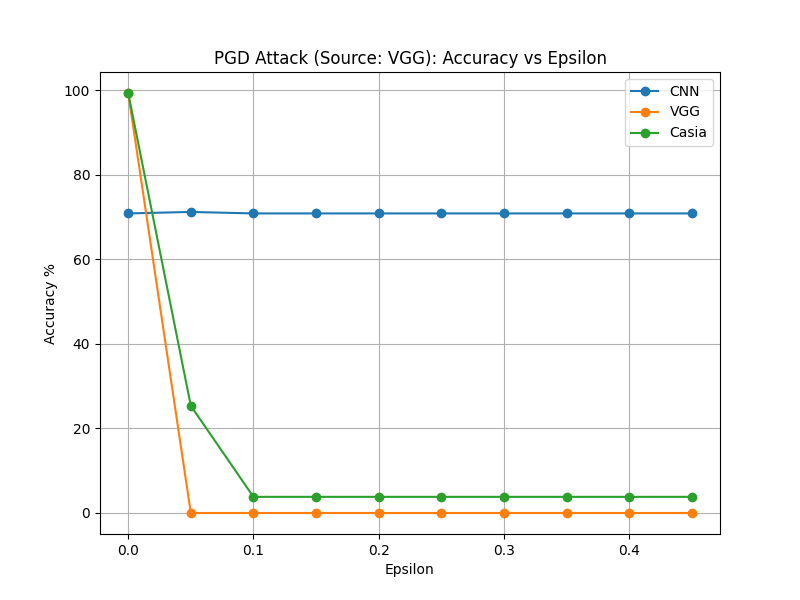 PGD Attack (Source: VGG): Accuracy vs Epsilon
CNN
VGG
Casia
Accuracy %
100
80
60
40
20
0
0.0 0.1 0.2 0.3 0.4
Epsilon